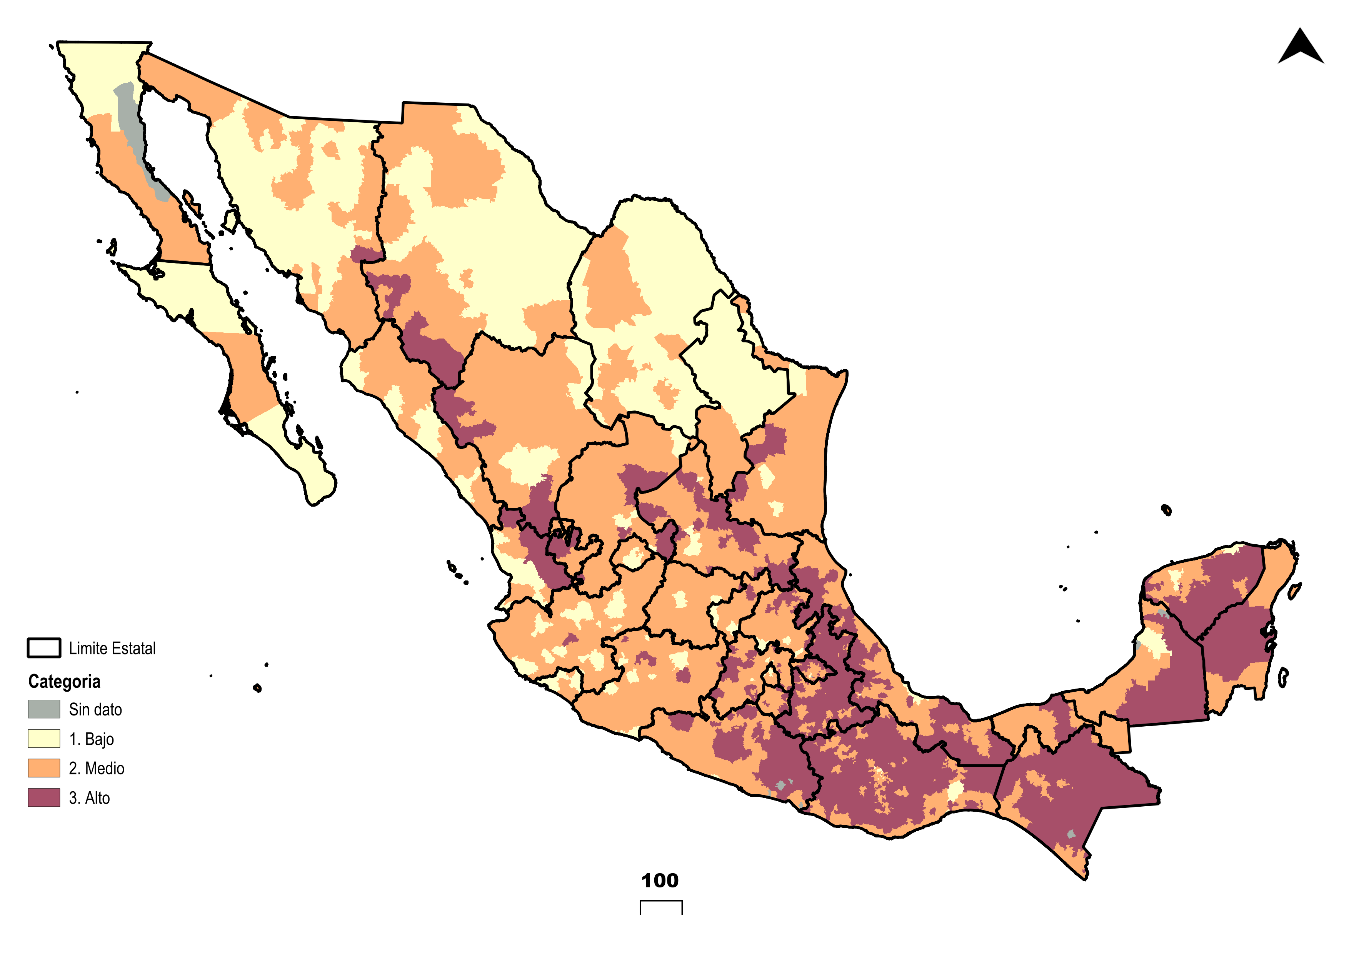 Limite Estatal
Categoria
Sin dato
1. Bajo
2. Medio
3. Alto
100